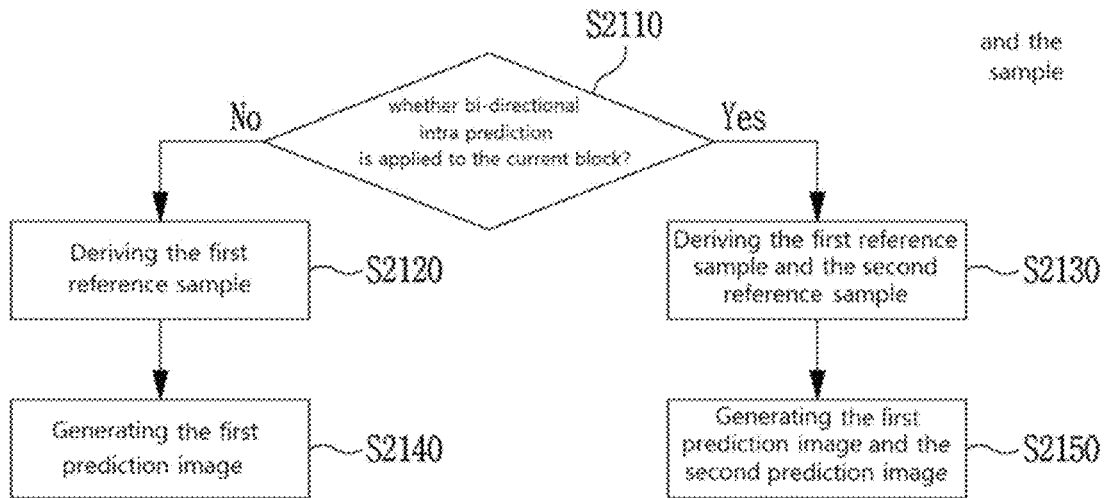 S2110
and the
sample
whether bi-directional
intra prediction
is applied to the current block?
No
Yes
Deriving the first
reference sample
S2120
Deriving the first reference
sample and the second
reference sample
S2130
Generating the first
prediction image
S2140
Generating the first
prediction image and the
second prediction image
S2150